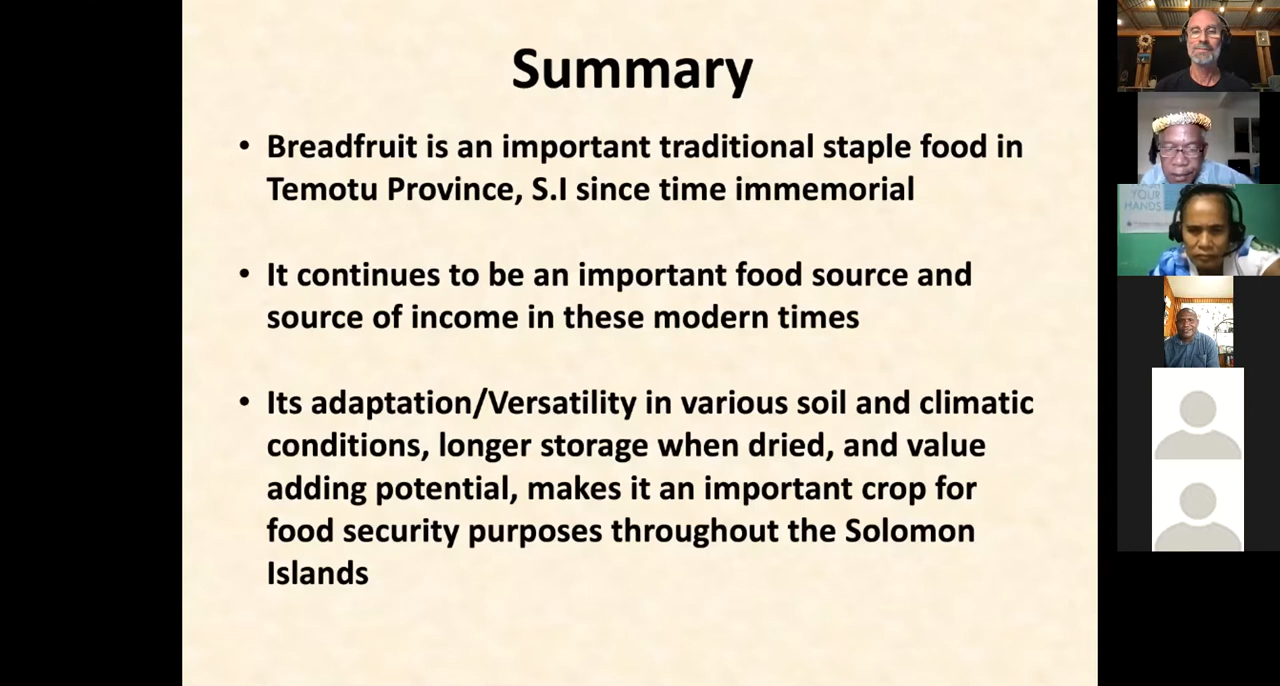 Summary
• Breadfruit is an important traditional staple food in
Temotu Province, S.I since time immemorial
• It continues to be an important food source and
source of income in these modern times
• Its adaptation/Versatility in various soil and climatic
conditions, longer storage when dried, and value
adding potential, makes it an important crop for
food security purposes throughout the Solomon
Islands
YOUR
HANDS